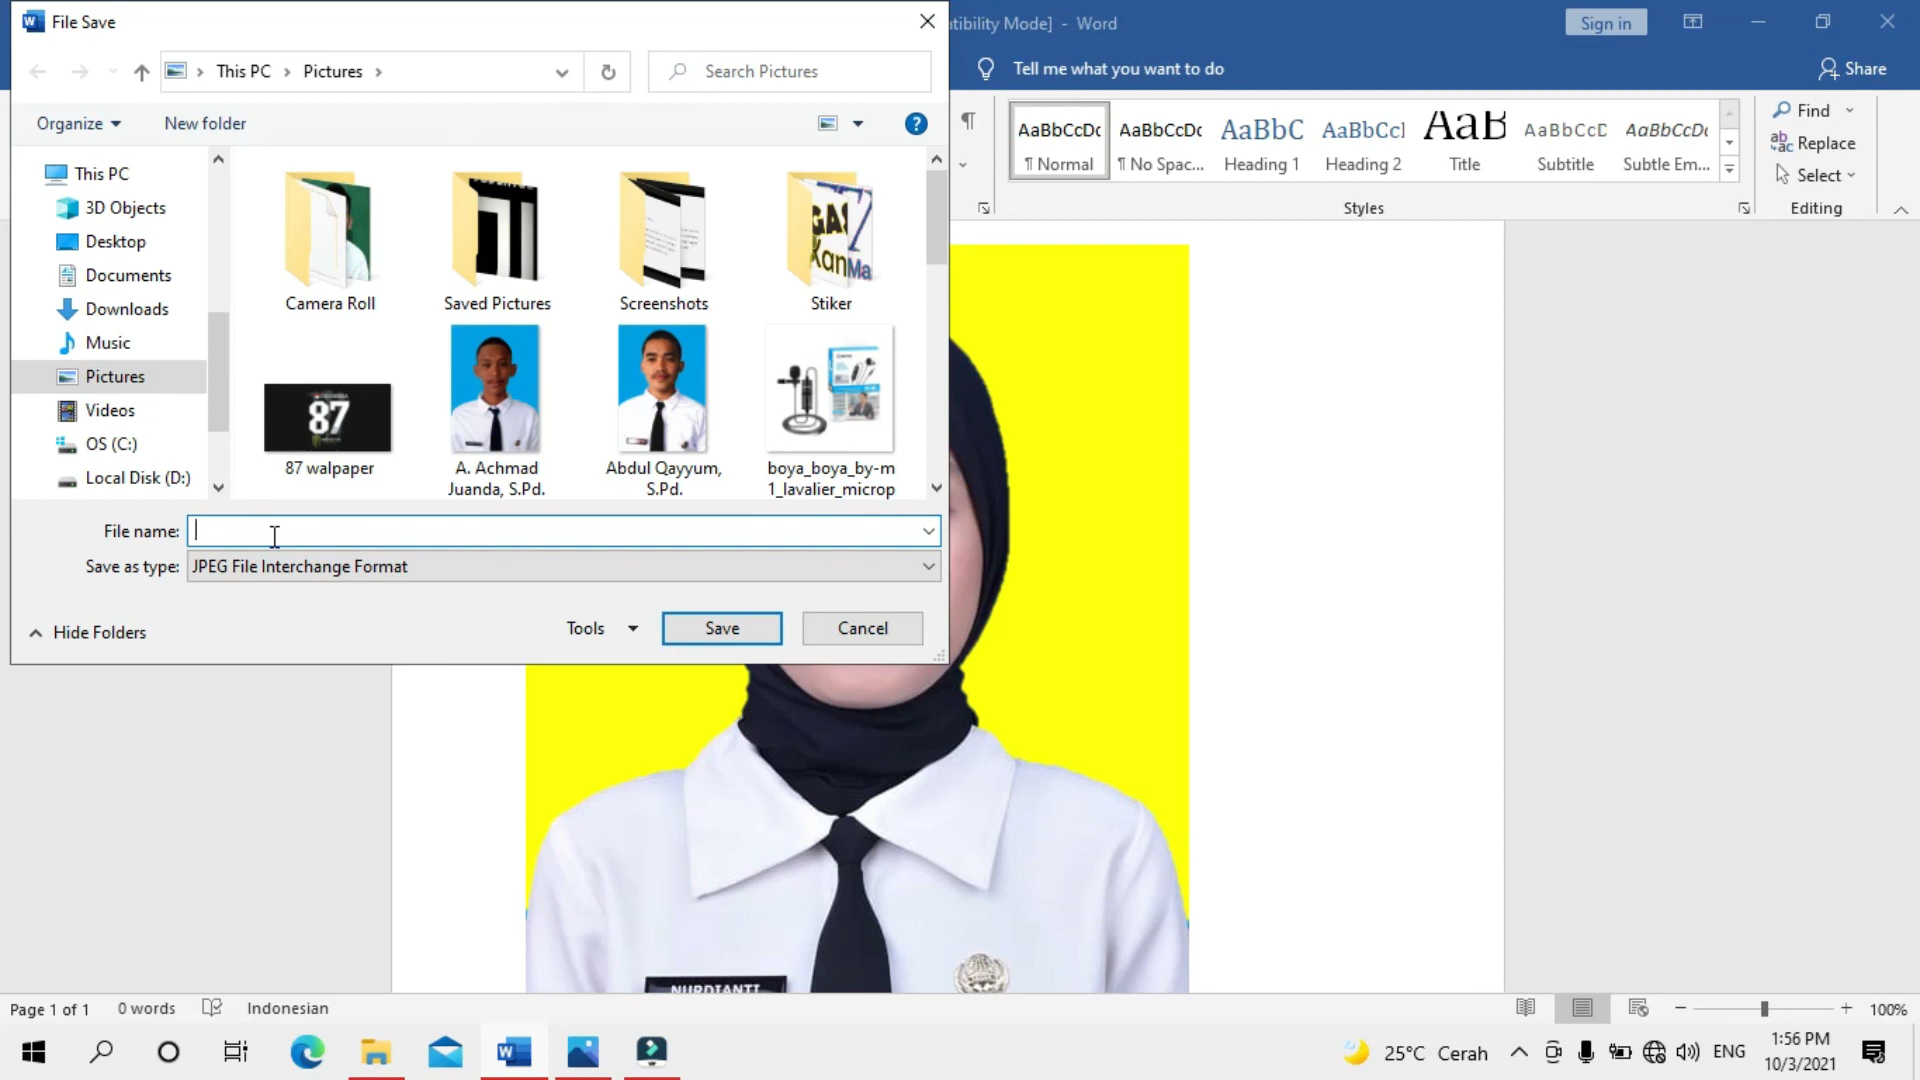 File Save
[Compatibility Mode] - Word
Sign in
This PC
Pictures
Search Pictures
Tell me what you want to do
Share
Organize
New folder
This PC
3D Objects
Desktop
Documents
Downloads
Music
Pictures
Videos
OS (C:)
Local Disk (D:)
Camera Roll
Saved Pictures
Screenshots
Stiker
87
87 walpaper
A. Achmad
Juanda, S.Pd.
Abdul Qayyum,
S.Pd.
boya_boya_by-m
1_lavalier_microp
AaBbCcDc
¶ Normal
AaBbCcDc
¶ No Spac...
AaBbC
Heading 1
AaBbCcI
Heading 2
AaB
Title
AaBbCcD
Subtitle
AaBbCcDc
Subtle Em...
Find
Replace
Select
Styles
Editing
File name:
Save as type:
JPEG File Interchange Format
Hide Folders
Tools
Save
Cancel
NURDIANTI
Page 1 of 1
0 words
Indonesian
100%
25°C Cerah
ENG
1:56 PM
10/3/2021